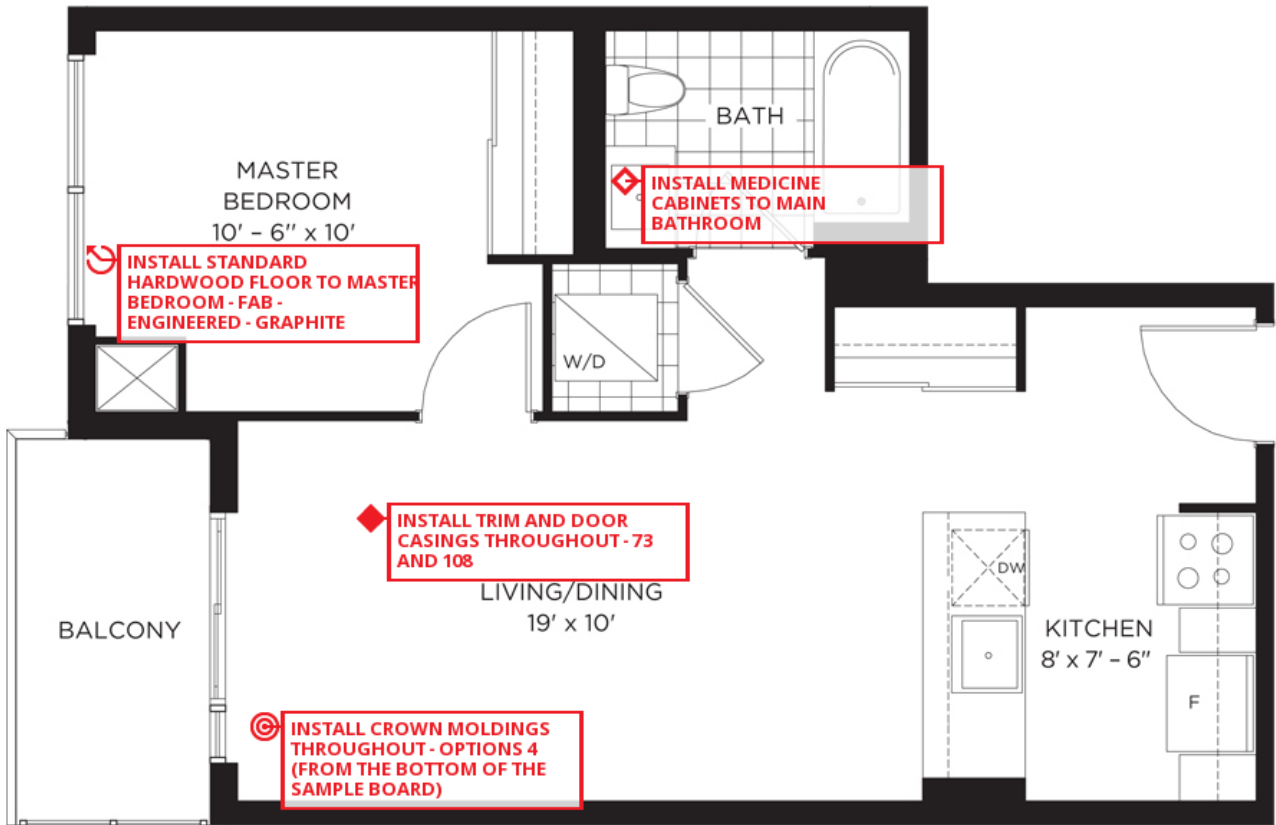 BATH
INSTALL MEDICINE
CABINETS TO MAIN
BATHROOM
MASTER
BEDROOM
10' - 6" x 10'
INSTALL STANDARD
HARDWOOD FLOOR TO MASTER
BEDROOM - FAB -
ENGINEERED - GRAPHITE
W/D
INSTALL TRIM AND DOOR
CASINGS THROUGHOUT - 73
AND 108
LIVING/DINING
19' x 10'
BALCONY
DW
KITCHEN
8' x 7' - 6"
F
INSTALL CROWN MOLDINGS
THROUGHOUT - OPTIONS 4
(FROM THE BOTTOM OF THE
SAMPLE BOARD)